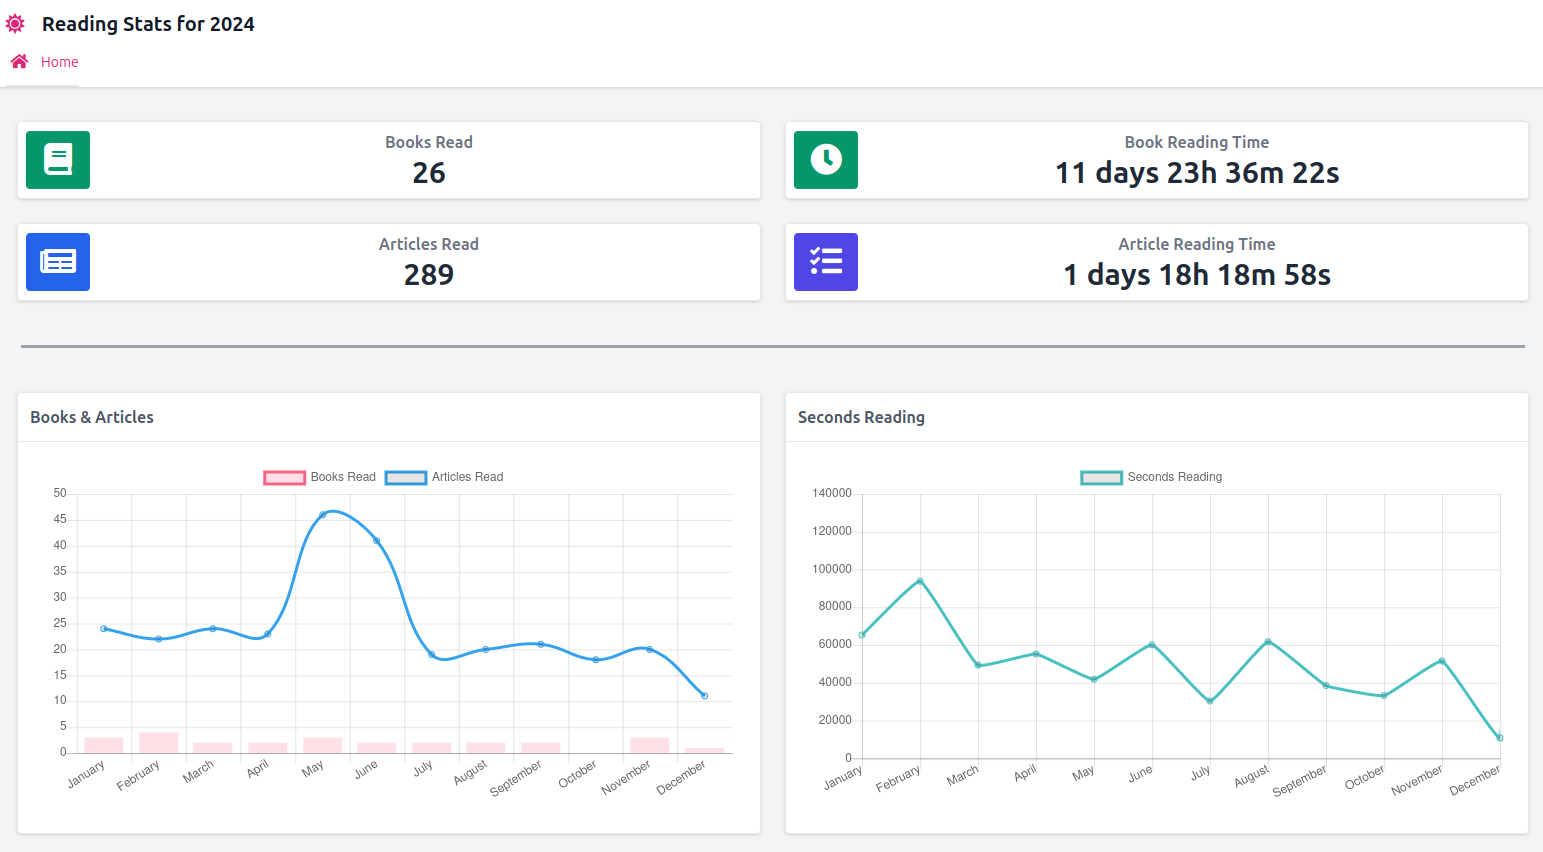 Reading Stats for 2024
Home
Books Read
26
Book Reading Time
11 days 23h 36m 22s
Articles Read
289
Article Reading Time
1 days 18h 18m 58s
Books & Articles
Books Read Articles Read
50
45
40
35
30
25
20
15
10
5
0
January February March April May June July August September October November December
Seconds Reading
Seconds Reading
140000
120000
100000
80000
60000
40000
20000
0
January February March April May June July August September October November December